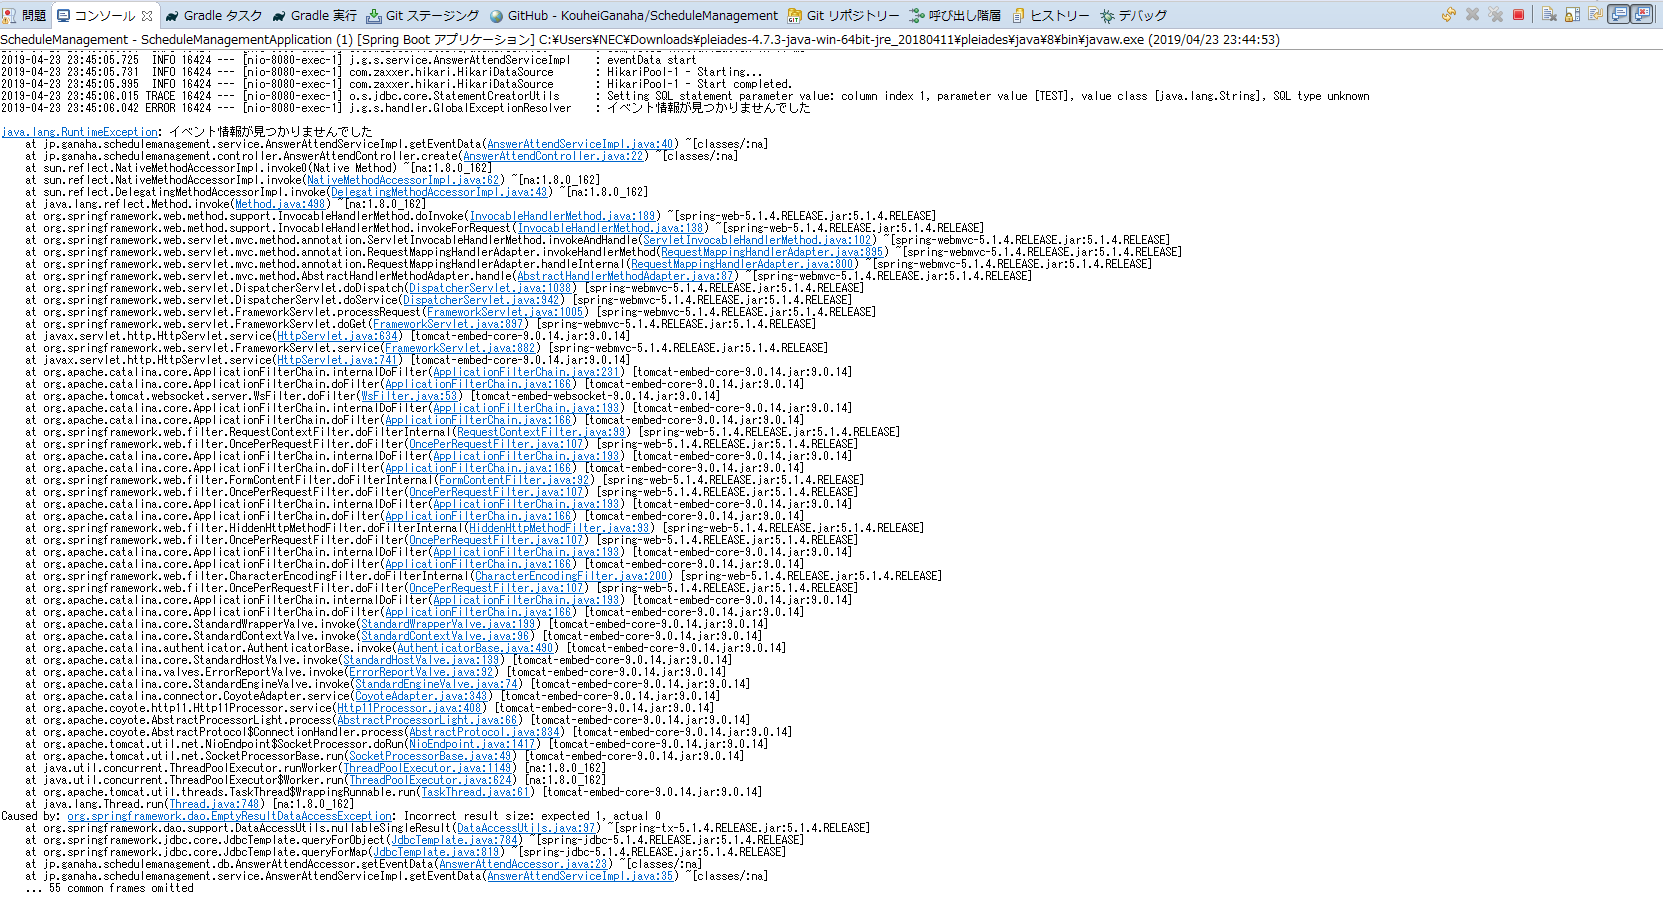 問題 コンソール Gradle タスク Gradle 実行 Git ステージング GitHub - KouheiGanaha/ScheduleManagement Git リポジトリー 呼び出し階層 ヒストリー デバッグ
ScheduleManagement - ScheduleManagementApplication (1) [Spring Boot アプリケーション] C:¥Users¥NEC¥Downloads¥pleiades-4.7.3-java-win-64bit-jre_20180411¥pleiades¥java¥8¥bin¥javaw.exe (2019/04/23 23:44:53)
2019-04-23 23:45:05.725  INFO 16424 --- [nio-8080-exec-1] j.g.s.service.AnswerAttendServiceImpl    : eventData start
2019-04-23 23:45:05.731  INFO 16424 --- [nio-8080-exec-1] com.zaxxer.hikari.HikariDataSource       : HikariPool-1 - Starting...
2019-04-23 23:45:05.995  INFO 16424 --- [nio-8080-exec-1] com.zaxxer.hikari.HikariDataSource       : HikariPool-1 - Start completed.
2019-04-23 23:45:06.015 TRACE 16424 --- [nio-8080-exec-1] o.s.jdbc.core.StatementCreatorUtils      : Setting SQL statement parameter value: column index 1, parameter value [TEST], value class [java.lang.String], SQL type unknown
2019-04-23 23:45:06.042 ERROR 16424 --- [nio-8080-exec-1] j.g.s.handler.GlobalExceptionResolver    : イベント情報が見つかりませんでした
java.lang.RuntimeException: イベント情報が見つかりませんでした
at jp.ganaha.schedulemanagement.service.AnswerAttendServiceImpl.getEventData(AnswerAttendServiceImpl.java:40) ~[classes/:na]
at jp.ganaha.schedulemanagement.controller.AnswerAttendController.create(AnswerAttendController.java:22) ~[classes/:na]
at sun.reflect.NativeMethodAccessorImpl.invoke0(Native Method) ~[na:1.8.0_162]
at sun.reflect.NativeMethodAccessorImpl.invoke(NativeMethodAccessorImpl.java:62) ~[na:1.8.0_162]
at sun.reflect.DelegatingMethodAccessorImpl.invoke(DelegatingMethodAccessorImpl.java:43) ~[na:1.8.0_162]
at java.lang.reflect.Method.invoke(Method.java:498) ~[na:1.8.0_162]
at org.springframework.web.method.support.InvocableHandlerMethod.doInvoke(InvocableHandlerMethod.java:189) ~[spring-web-5.1.4.RELEASE.jar:5.1.4.RELEASE]
at org.springframework.web.method.support.InvocableHandlerMethod.invokeForRequest(InvocableHandlerMethod.java:138) ~[spring-web-5.1.4.RELEASE.jar:5.1.4.RELEASE]
at org.springframework.web.servlet.mvc.method.annotation.ServletInvocableHandlerMethod.invokeAndHandle(ServletInvocableHandlerMethod.java:102) ~[spring-webmvc-5.1.4.RELEASE.jar:5.1.4.RELEASE]
at org.springframework.web.servlet.mvc.method.annotation.RequestMappingHandlerAdapter.invokeHandlerMethod(RequestMappingHandlerAdapter.java:895) ~[spring-webmvc-5.1.4.RELEASE.jar:5.1.4.RELEASE]
at org.springframework.web.servlet.mvc.method.annotation.RequestMappingHandlerAdapter.handleInternal(RequestMappingHandlerAdapter.java:800) ~[spring-webmvc-5.1.4.RELEASE.jar:5.1.4.RELEASE]
at org.springframework.web.servlet.mvc.method.AbstractHandlerMethodAdapter.handle(AbstractHandlerMethodAdapter.java:87) ~[spring-webmvc-5.1.4.RELEASE.jar:5.1.4.RELEASE]
at org.springframework.web.servlet.DispatcherServlet.doDispatch(DispatcherServlet.java:1038) ~[spring-webmvc-5.1.4.RELEASE.jar:5.1.4.RELEASE]
at org.springframework.web.servlet.DispatcherServlet.doService(DispatcherServlet.java:942) [spring-webmvc-5.1.4.RELEASE.jar:5.1.4.RELEASE]
at org.springframework.web.servlet.FrameworkServlet.processRequest(FrameworkServlet.java:1005) [spring-webmvc-5.1.4.RELEASE.jar:5.1.4.RELEASE]
at org.springframework.web.servlet.FrameworkServlet.doGet(FrameworkServlet.java:897) [spring-webmvc-5.1.4.RELEASE.jar:5.1.4.RELEASE]
at javax.servlet.http.HttpServlet.service(HttpServlet.java:634) [tomcat-embed-core-9.0.14.jar:9.0.14]
at org.springframework.web.servlet.FrameworkServlet.service(FrameworkServlet.java:882) [spring-webmvc-5.1.4.RELEASE.jar:5.1.4.RELEASE]
at javax.servlet.http.HttpServlet.service(HttpServlet.java:741) [tomcat-embed-core-9.0.14.jar:9.0.14]
at org.apache.catalina.core.ApplicationFilterChain.internalDoFilter(ApplicationFilterChain.java:231) [tomcat-embed-core-9.0.14.jar:9.0.14]
at org.apache.catalina.core.ApplicationFilterChain.doFilter(ApplicationFilterChain.java:166) [tomcat-embed-core-9.0.14.jar:9.0.14]
at org.apache.tomcat.websocket.server.WsFilter.doFilter(WsFilter.java:53) [tomcat-embed-websocket-9.0.14.jar:9.0.14]
at org.apache.catalina.core.ApplicationFilterChain.internalDoFilter(ApplicationFilterChain.java:193) [tomcat-embed-core-9.0.14.jar:9.0.14]
at org.apache.catalina.core.ApplicationFilterChain.doFilter(ApplicationFilterChain.java:166) [tomcat-embed-core-9.0.14.jar:9.0.14]
at org.springframework.web.filter.RequestContextFilter.doFilterInternal(RequestContextFilter.java:99) [spring-web-5.1.4.RELEASE.jar:5.1.4.RELEASE]
at org.springframework.web.filter.OncePerRequestFilter.doFilter(OncePerRequestFilter.java:107) [spring-web-5.1.4.RELEASE.jar:5.1.4.RELEASE]
at org.apache.catalina.core.ApplicationFilterChain.internalDoFilter(ApplicationFilterChain.java:193) [tomcat-embed-core-9.0.14.jar:9.0.14]
at org.apache.catalina.core.ApplicationFilterChain.doFilter(ApplicationFilterChain.java:166) [tomcat-embed-core-9.0.14.jar:9.0.14]
at org.springframework.web.filter.FormContentFilter.doFilterInternal(FormContentFilter.java:92) [spring-web-5.1.4.RELEASE.jar:5.1.4.RELEASE]
at org.springframework.web.filter.OncePerRequestFilter.doFilter(OncePerRequestFilter.java:107) [spring-web-5.1.4.RELEASE.jar:5.1.4.RELEASE]
at org.apache.catalina.core.ApplicationFilterChain.internalDoFilter(ApplicationFilterChain.java:193) [tomcat-embed-core-9.0.14.jar:9.0.14]
at org.apache.catalina.core.ApplicationFilterChain.doFilter(ApplicationFilterChain.java:166) [tomcat-embed-core-9.0.14.jar:9.0.14]
at org.springframework.web.filter.HiddenHttpMethodFilter.doFilterInternal(HiddenHttpMethodFilter.java:93) [spring-web-5.1.4.RELEASE.jar:5.1.4.RELEASE]
at org.springframework.web.filter.OncePerRequestFilter.doFilter(OncePerRequestFilter.java:107) [spring-web-5.1.4.RELEASE.jar:5.1.4.RELEASE]
at org.apache.catalina.core.ApplicationFilterChain.internalDoFilter(ApplicationFilterChain.java:193) [tomcat-embed-core-9.0.14.jar:9.0.14]
at org.apache.catalina.core.ApplicationFilterChain.doFilter(ApplicationFilterChain.java:166) [tomcat-embed-core-9.0.14.jar:9.0.14]
at org.springframework.web.filter.CharacterEncodingFilter.doFilterInternal(CharacterEncodingFilter.java:200) [spring-web-5.1.4.RELEASE.jar:5.1.4.RELEASE]
at org.springframework.web.filter.OncePerRequestFilter.doFilter(OncePerRequestFilter.java:107) [spring-web-5.1.4.RELEASE.jar:5.1.4.RELEASE]
at org.apache.catalina.core.ApplicationFilterChain.internalDoFilter(ApplicationFilterChain.java:193) [tomcat-embed-core-9.0.14.jar:9.0.14]
at org.apache.catalina.core.ApplicationFilterChain.doFilter(ApplicationFilterChain.java:166) [tomcat-embed-core-9.0.14.jar:9.0.14]
at org.apache.catalina.core.StandardWrapperValve.invoke(StandardWrapperValve.java:199) [tomcat-embed-core-9.0.14.jar:9.0.14]
at org.apache.catalina.core.StandardContextValve.invoke(StandardContextValve.java:96) [tomcat-embed-core-9.0.14.jar:9.0.14]
at org.apache.catalina.authenticator.AuthenticatorBase.invoke(AuthenticatorBase.java:490) [tomcat-embed-core-9.0.14.jar:9.0.14]
at org.apache.catalina.core.StandardHostValve.invoke(StandardHostValve.java:139) [tomcat-embed-core-9.0.14.jar:9.0.14]
at org.apache.catalina.valves.ErrorReportValve.invoke(ErrorReportValve.java:92) [tomcat-embed-core-9.0.14.jar:9.0.14]
at org.apache.catalina.core.StandardEngineValve.invoke(StandardEngineValve.java:74) [tomcat-embed-core-9.0.14.jar:9.0.14]
at org.apache.catalina.connector.CoyoteAdapter.service(CoyoteAdapter.java:343) [tomcat-embed-core-9.0.14.jar:9.0.14]
at org.apache.coyote.http11.Http11Processor.service(Http11Processor.java:408) [tomcat-embed-core-9.0.14.jar:9.0.14]
at org.apache.coyote.AbstractProcessorLight.process(AbstractProcessorLight.java:66) [tomcat-embed-core-9.0.14.jar:9.0.14]
at org.apache.coyote.AbstractProtocol$ConnectionHandler.process(AbstractProtocol.java:834) [tomcat-embed-core-9.0.14.jar:9.0.14]
at org.apache.tomcat.util.net.NioEndpoint$SocketProcessor.doRun(NioEndpoint.java:1417) [tomcat-embed-core-9.0.14.jar:9.0.14]
at org.apache.tomcat.util.net.SocketProcessorBase.run(SocketProcessorBase.java:49) [tomcat-embed-core-9.0.14.jar:9.0.14]
at java.util.concurrent.ThreadPoolExecutor.runWorker(ThreadPoolExecutor.java:1149) [na:1.8.0_162]
at java.util.concurrent.ThreadPoolExecutor$Worker.run(ThreadPoolExecutor.java:624) [na:1.8.0_162]
at org.apache.tomcat.util.threads.TaskThread$WrappingRunnable.run(TaskThread.java:61) [tomcat-embed-core-9.0.14.jar:9.0.14]
at java.lang.Thread.run(Thread.java:748) [na:1.8.0_162]
Caused by: org.springframework.dao.EmptyResultDataAccessException: Incorrect result size: expected 1, actual 0
at org.springframework.dao.support.DataAccessUtils.nullableSingleResult(DataAccessUtils.java:97) ~[spring-tx-5.1.4.RELEASE.jar:5.1.4.RELEASE]
at org.springframework.jdbc.core.JdbcTemplate.queryForObject(JdbcTemplate.java:784) ~[spring-jdbc-5.1.4.RELEASE.jar:5.1.4.RELEASE]
at org.springframework.jdbc.core.JdbcTemplate.queryForMap(JdbcTemplate.java:819) ~[spring-jdbc-5.1.4.RELEASE.jar:5.1.4.RELEASE]
at jp.ganaha.schedulemanagement.db.AnswerAttendAccessor.getEventData(AnswerAttendAccessor.java:23) ~[classes/:na]
at jp.ganaha.schedulemanagement.service.AnswerAttendServiceImpl.getEventData(AnswerAttendServiceImpl.java:35) ~[classes/:na]
... 55 common frames omitted